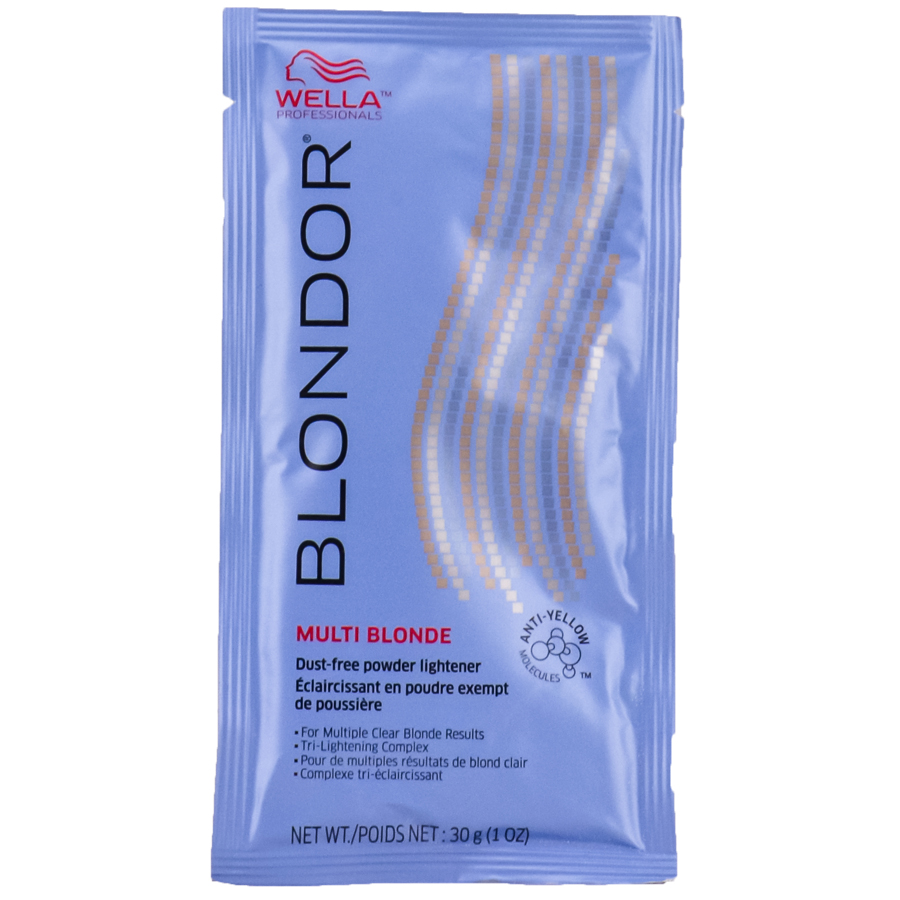 WELLA™
PROFESSIONALS
BLONDOR®
MULTI BLONDE
Dust-free powder lightener
Éclaircissant en poudre exempt
de poussière
▪ For Multiple Clear Blonde Results
▪ Tri-Lightening Complex
▪ Pour de multiples résultats de blond clair
▪ Complexe tri-éclaircissant
ANTI-YELLOW
MOLECULES ™
NET WT./POIDS NET : 30 g (1 OZ)